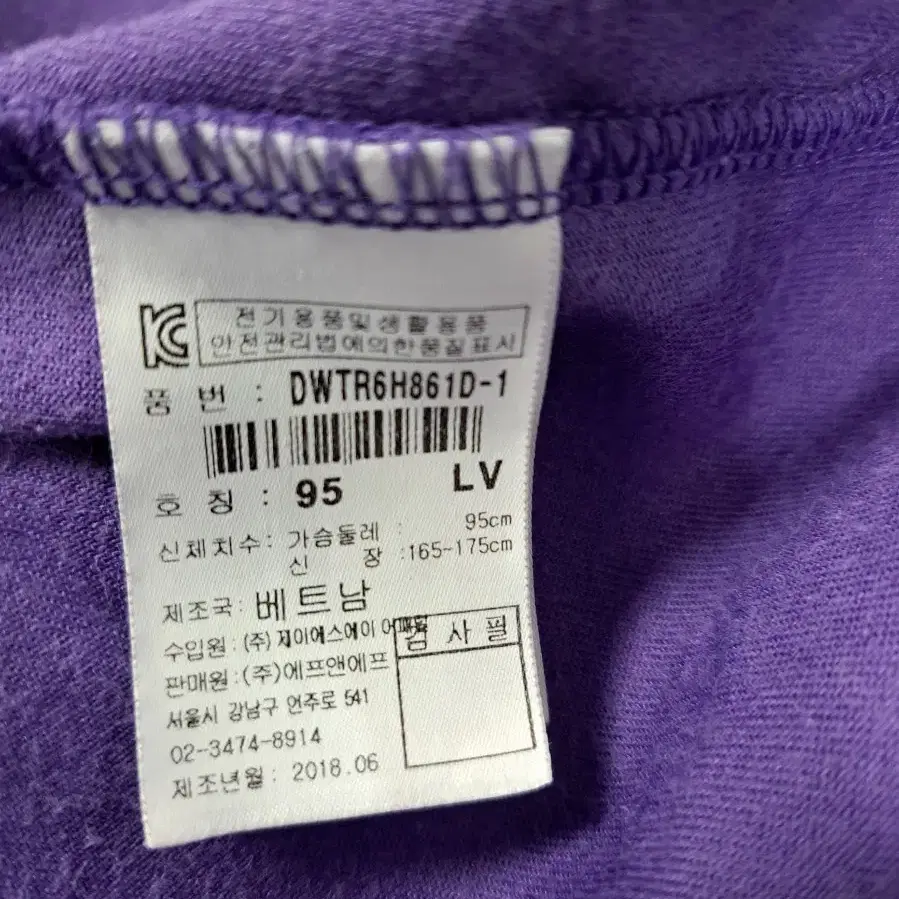 KC 전기용품및생활용품
안전관리법에의한품질표시
품 번 : DWTR6H861D-1
LV
호 칭 : 95
신체치수: 가슴둘레 : 95cm
신 장 :165~175cm
제조국: 베트남
수입원 : (주) 제이에스에이 어패럴
검 사 필
판매원 : (주)에프앤에프
서울시 강남구 언주로 541
02-3474-8914
제조년월 : 2018.06